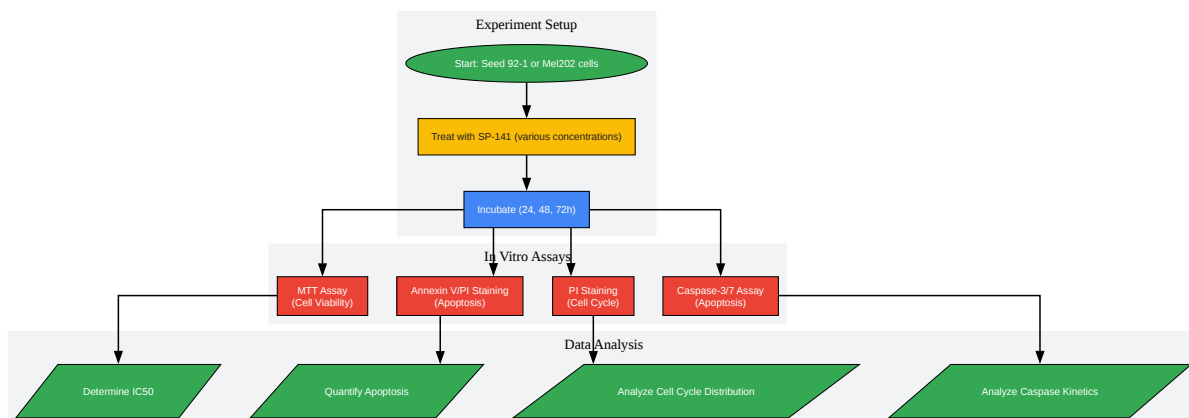 Experiment Setup
Start: Seed 92-1 or Mel202 cells
Treat with SP-141 (various concentrations)
Incubate (24, 48, 72h)
In Vitro Assays
MTT Assay
(Cell Viability)
Annexin V/PI Staining
(Apoptosis)
PI Staining
(Cell Cycle)
Caspase-3/7 Assay
(Apoptosis)
Data Analysis
Determine IC50
Quantify Apoptosis
Analyze Cell Cycle Distribution
Analyze Caspase Kinetics